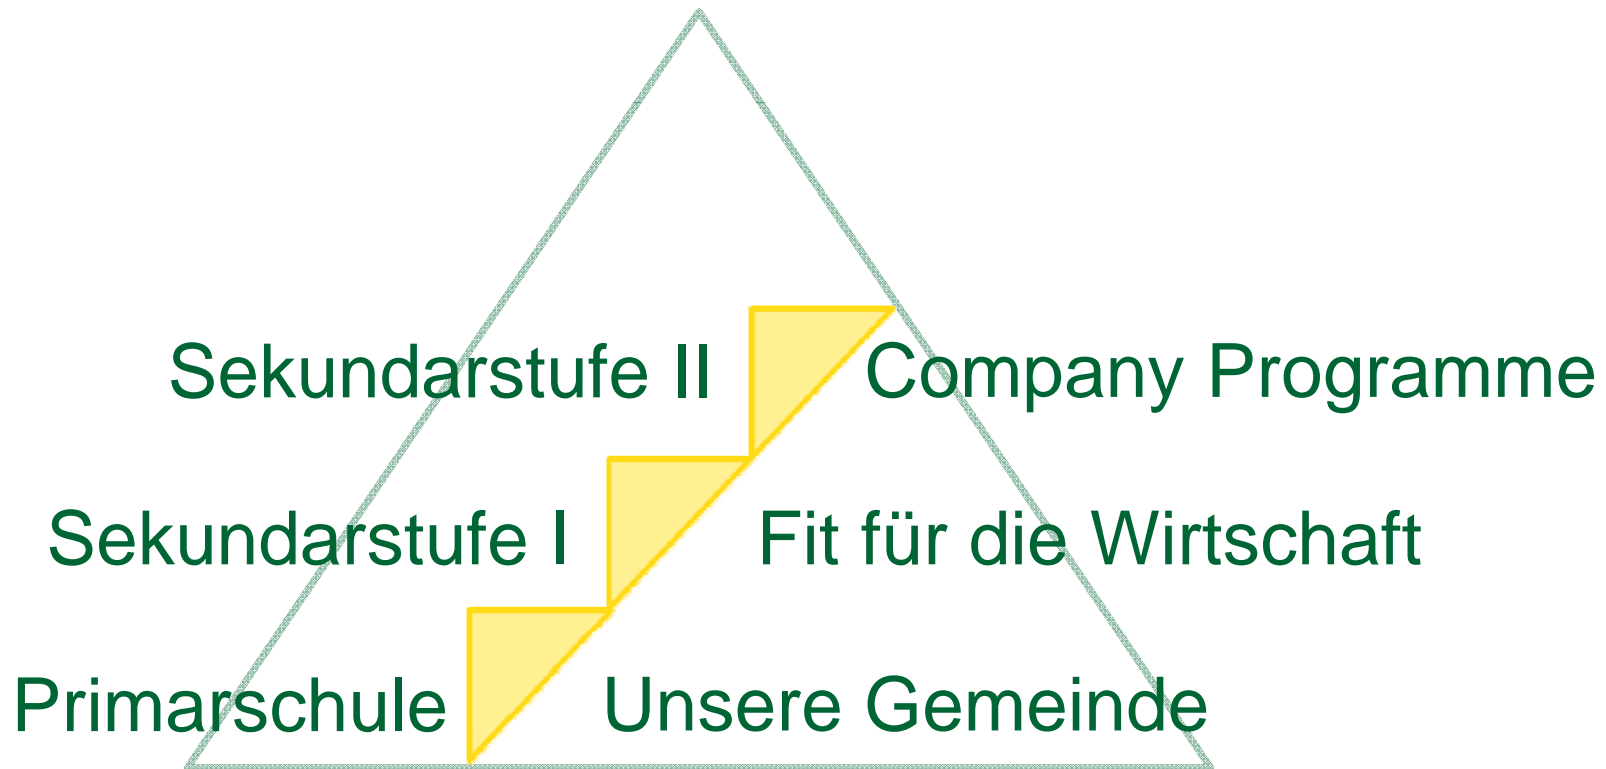 Sekundarstufe II Company Programme
Sekundarstufe I Fit für die Wirtschaft
Primarschule Unsere Gemeinde